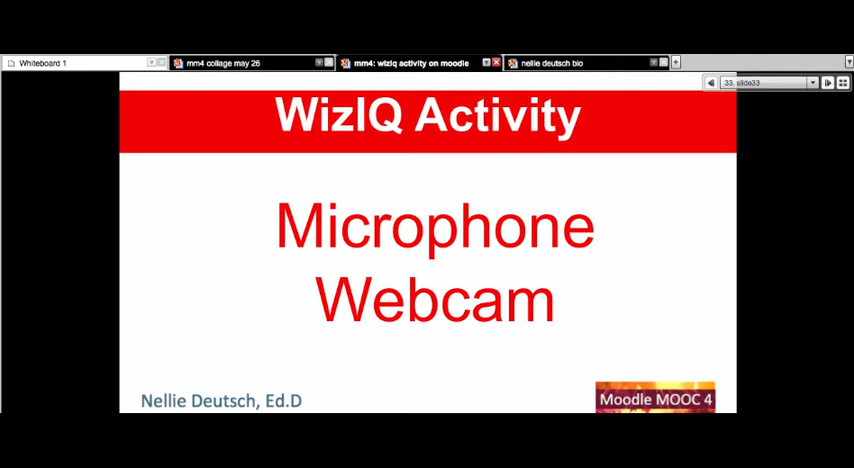 Whiteboard 1
mm4 collage may 26
mm4: wiziq activity on moodle
nellie deutsch bio
33. slide33
WizIQ Activity
Microphone
Webcam
Nellie Deutsch, Ed.D
Moodle MOOC 4